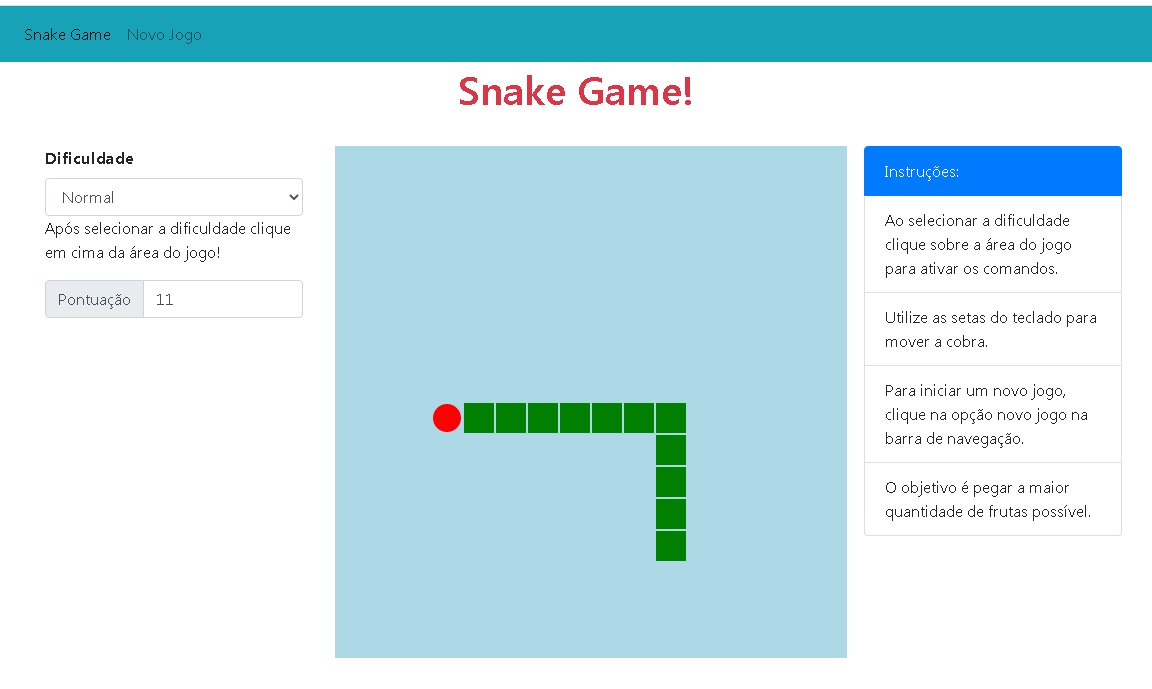 Snake Game Novo Jogo
Snake Game!
Dificuldade
Normal
Após selecionar a dificuldade clique
em cima da área do jogo!
Pontuação 11
Instruções:
Ao selecionar a dificuldade
clique sobre a área do jogo
para ativar os comandos.
Utilize as setas do teclado para
mover a cobra.
Para iniciar um novo jogo,
clique na opção novo jogo na
barra de navegação.
O objetivo é pegar a maior
quantidade de frutas possível.